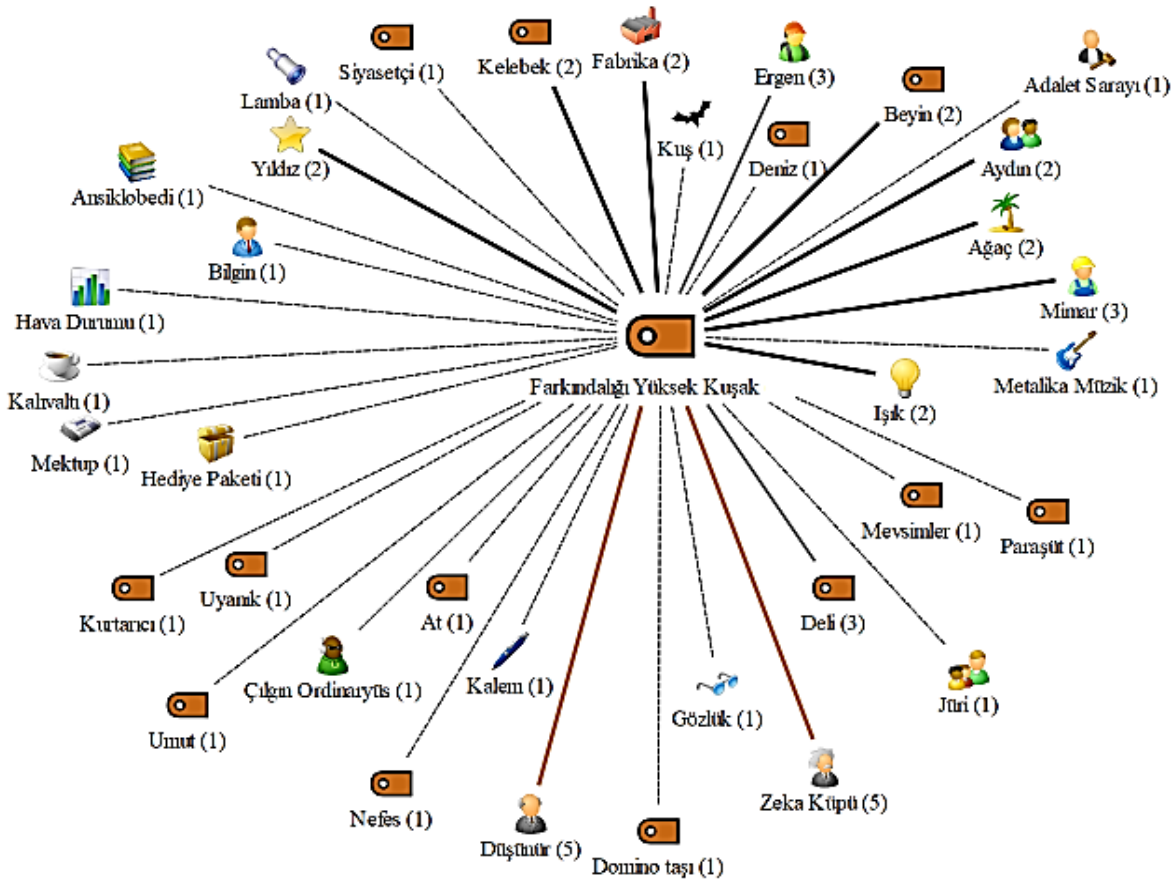 Siyasetçi (1)
Kelebek (2)
Fabrika (2)
Ergen (3)
Adalet Sarayı (1)
Lamba (1)
Beyin (2)
Kuş (1)
Deniz (1)
Yıldız (2)
Aydın (2)
Ansiklobedi (1)
Ağaç (2)
Bilgin (1)
Mimar (3)
Hava Durumu (1)
Metalika Müzik (1)
Farkındalığı Yüksek Kuşak
Kalıvaltı (1)
Işık (2)
Mektup (1)
Hediye Paketi (1)
Mevsimler (1)
Paraşüt (1)
Uyanık (1)
Kurtarıcı (1)
At (1)
Deli (3)
Çılgın Ordinaryüs (1)
Kalem (1)
Gözlük (1)
Jüri (1)
Umut (1)
Zeka Küpü (5)
Nefes (1)
Düşünür (5)
Domino taşı (1)